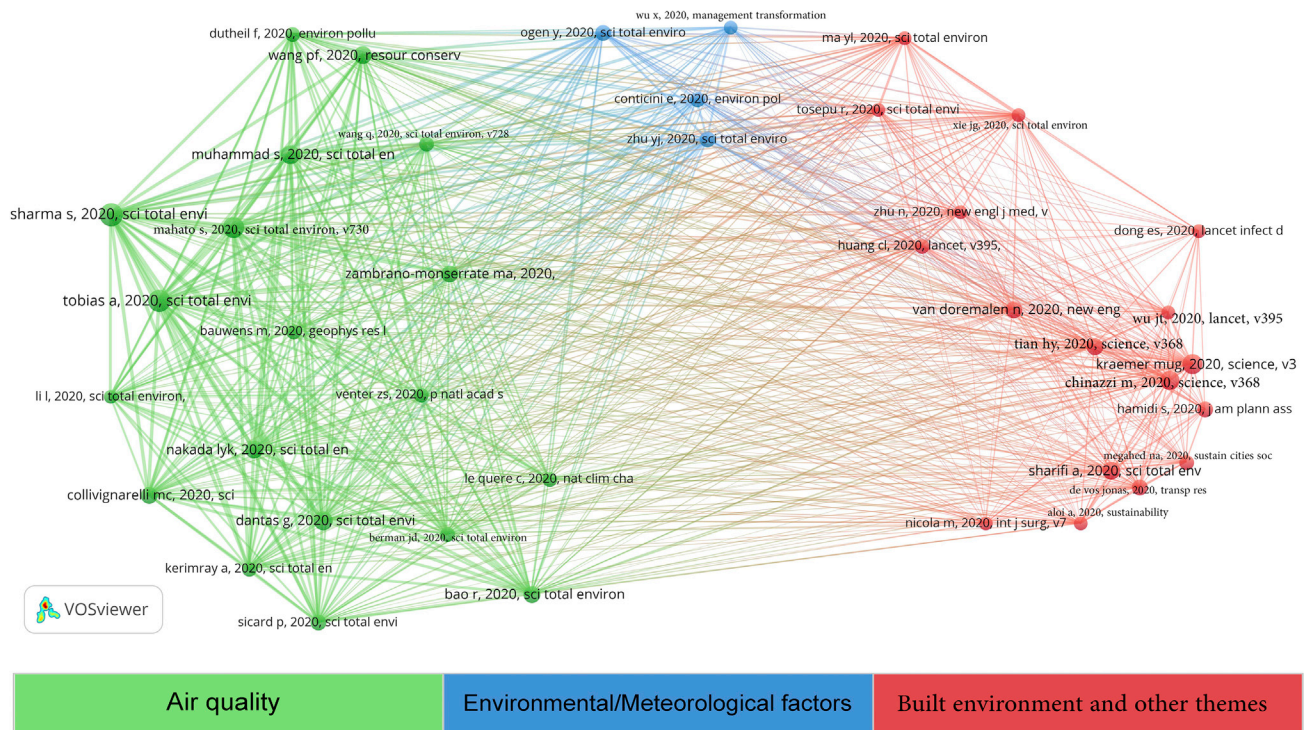 wu x, 2020, management transformation
dutheil f, 2020, environ pollu
ogen y, 2020, sci total enviro
ma yl, 2020, sci total environ
wang pf, 2020, resour conserv
conticini e, 2020, environ pol
tosepu r, 2020, sci total envi
xie jg, 2020, sci total environ
wang q, 2020, sci total environ, v728
zhu yj, 2020, sci total enviro
muhammad s, 2020, sci total en
sharma s, 2020, sci total envi
zhu n, 2020, new engl j med, v
mahato s, 2020, sci total environ, v730
dong es, 2020, lancet infect d
huang cl, 2020, lancet, v395,
zambrano-monserrate ma, 2020,
tobias a, 2020, sci total envi
van doremalen n, 2020, new eng
wu jt, 2020, lancet, v395
bauwens m, 2020, geophys res l
tian hy, 2020, science, v368
kraemer mug, 2020, science, v3
chinazzi m, 2020, science, v368
li l, 2020, sci total environ,
venter zs, 2020, p natl acad s
hamidi s, 2020, j am plann ass
nakada lyk, 2020, sci total en
megahed na, 2020, sustain cities soc
sharifi a, 2020, sci total env
le quere c, 2020, nat clim cha
de vos jonas, 2020, transp res
collivignarelli mc, 2020, sci
aloi a, 2020, sustainability
dantas g, 2020, sci total envi
nicola m, 2020, int j surg, v7
berman jd, 2020, sci total environ
kerimray a, 2020, sci total en
bao r, 2020, sci total environ
VOSviewer
sicard p, 2020, sci total envi
Air quality
Environmental/Meteorological factors
Built environment and other themes